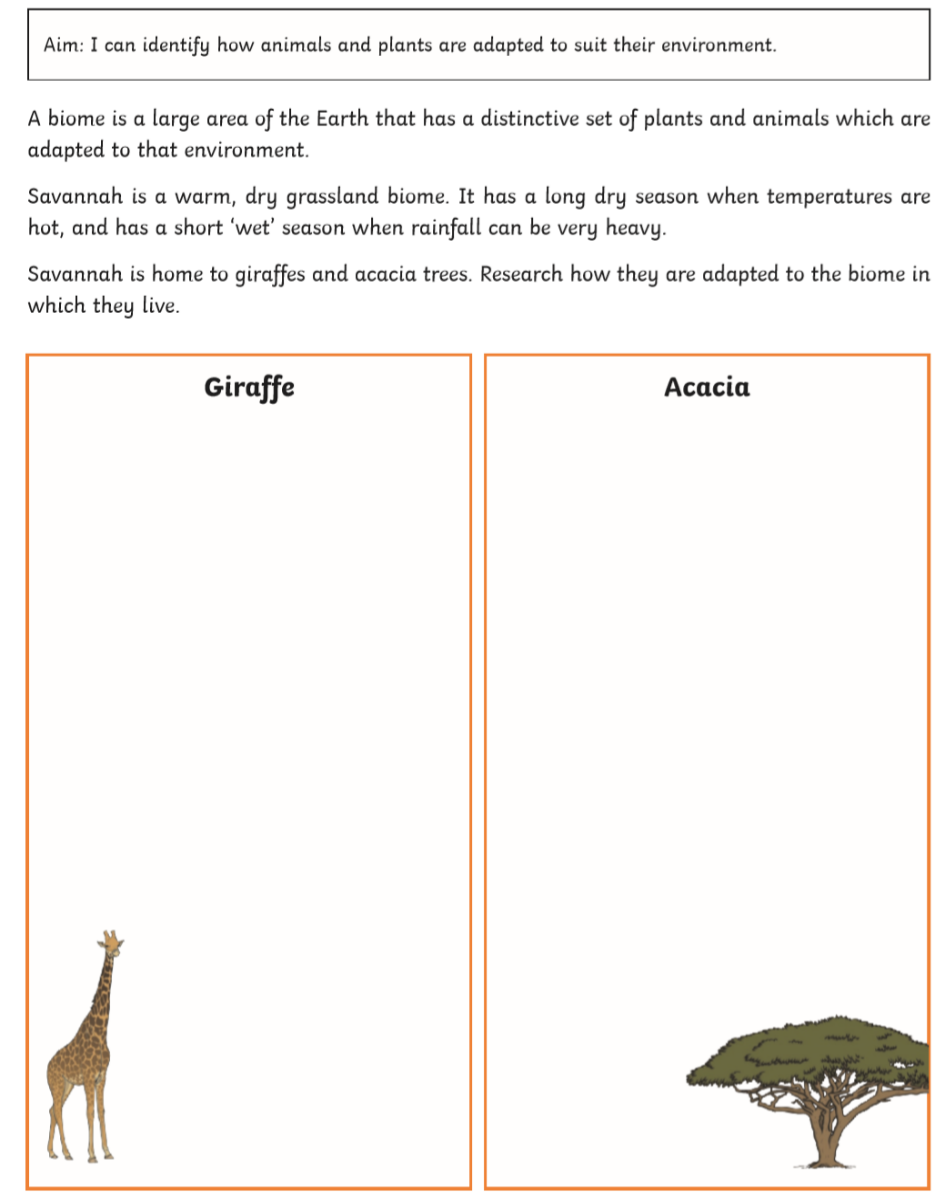 Aim: I can identify how animals and plants are adapted to suit their environment.
A biome is a large area of the Earth that has a distinctive set of plants and animals which are
adapted to that environment.
Savannah is a warm, dry grassland biome. It has a long dry season when temperatures are
hot, and has a short ‘wet’ season when rainfall can be very heavy.
Savannah is home to giraffes and acacia trees. Research how they are adapted to the biome in
which they live.
Giraffe
Acacia